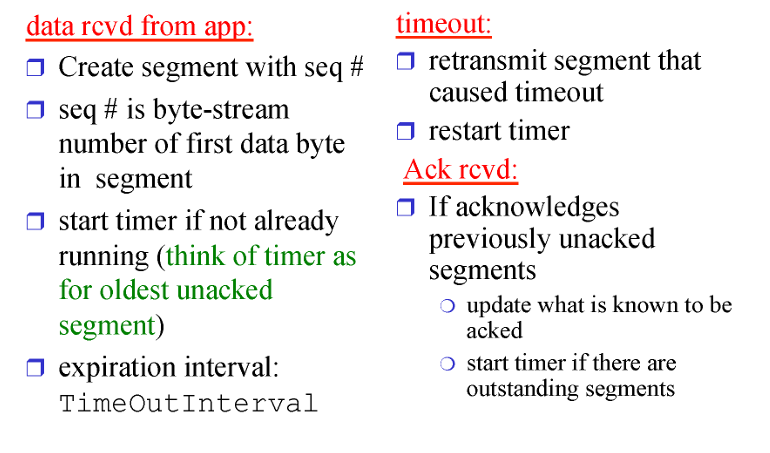 data rcvd from app:
Create segment with seq #
seq # is byte-stream
number of first data byte
in segment
start timer if not already
running (think of timer as
for oldest unacked
segment)
expiration interval:
TimeOutInterval
timeout:
retransmit segment that
caused timeout
restart timer
Ack rcvd:
If acknowledges
previously unacked
segments
update what is known to be
acked
start timer if there are
outstanding segments